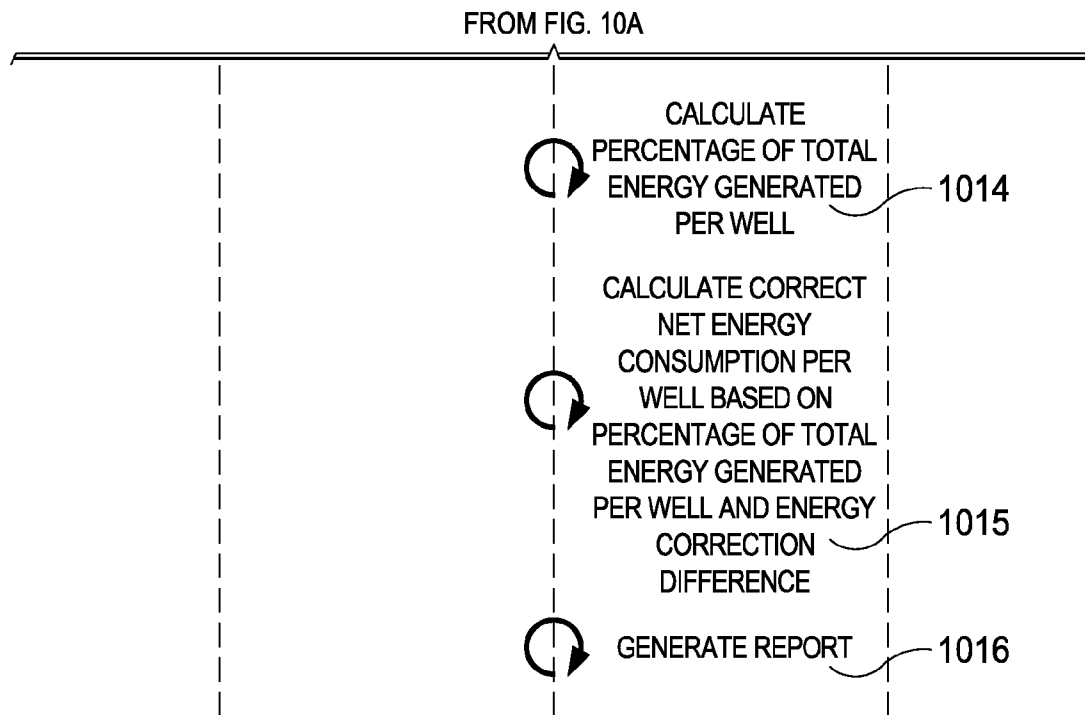 FROM FIG. 10A
CALCULATE
PERCENTAGE OF TOTAL
ENERGY GENERATED
PER WELL
1014
CALCULATE CORRECT
NET ENERGY
CONSUMPTION PER
WELL BASED ON
PERCENTAGE OF TOTAL
ENERGY GENERATED
PER WELL AND ENERGY
CORRECTION
DIFFERENCE
1015
GENERATE REPORT
1016